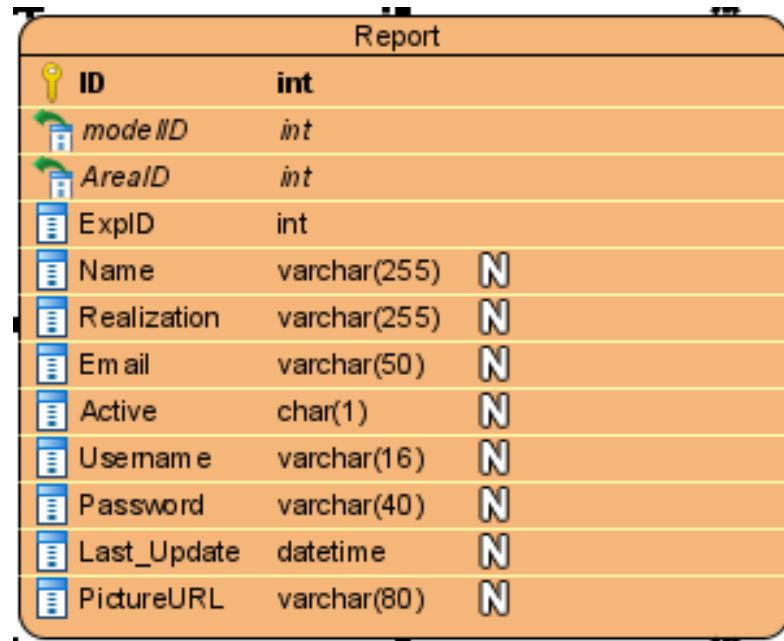 Report
ID int
modelID int
AreaID int
ExpID int
Name varchar(255) N
Realization varchar(255) N
Email varchar(50) N
Active char(1) N
Username varchar(16) N
Password varchar(40) N
Last_Update datetime N
PictureURL varchar(80) N